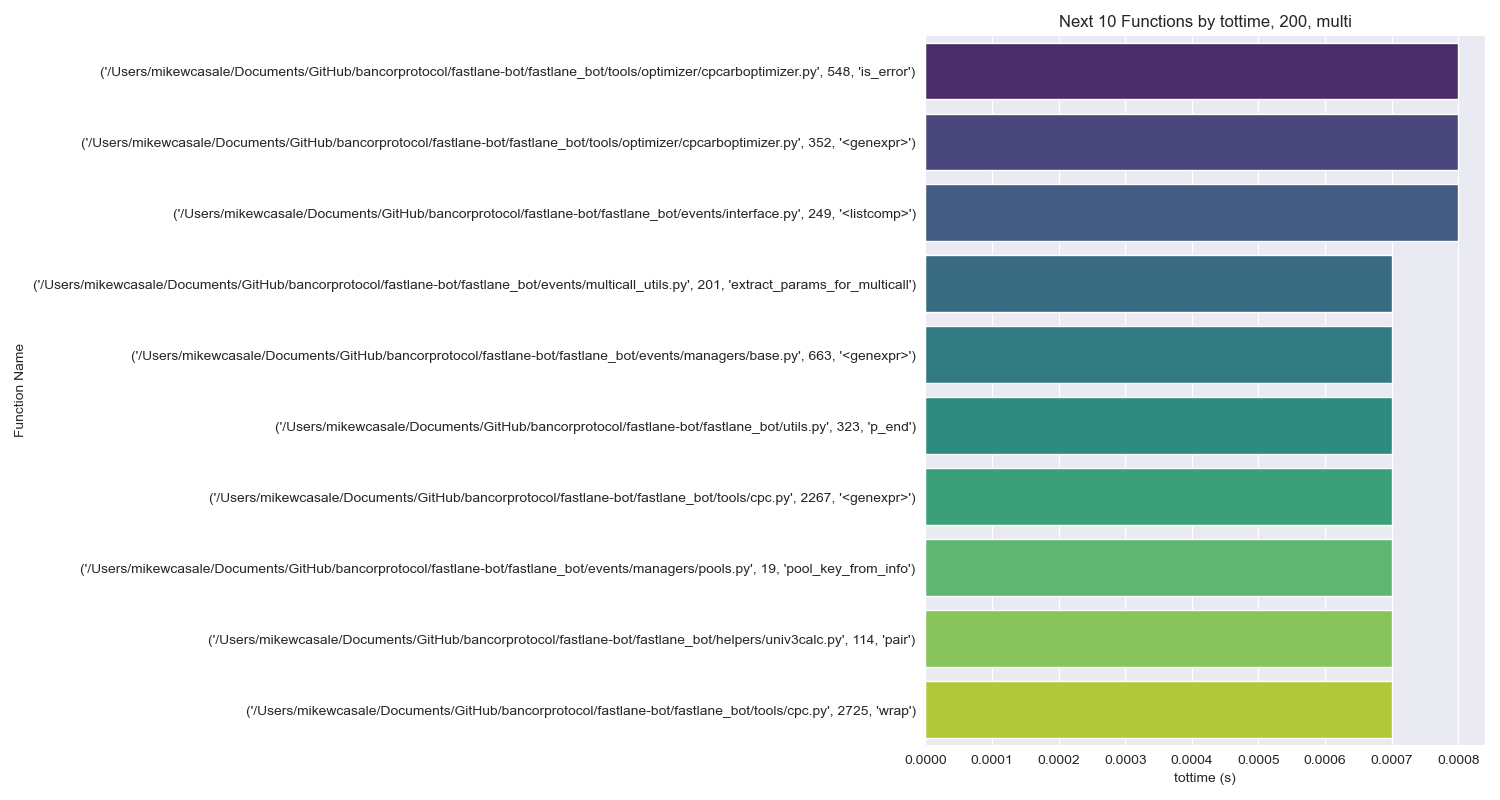 Next 10 Functions by tottime, 200, multi
('/Users/mikewcasale/Documents/GitHub/bancorprotocol/fastlane-bot/fastlane_bot/tools/optimizer/cpcarboptimizer.py', 548, 'is_error')
('/Users/mikewcasale/Documents/GitHub/bancorprotocol/fastlane-bot/fastlane_bot/tools/optimizer/cpcarboptimizer.py', 352, '<genexpr>')
('/Users/mikewcasale/Documents/GitHub/bancorprotocol/fastlane-bot/fastlane_bot/events/interface.py', 249, '<listcomp>')
('/Users/mikewcasale/Documents/GitHub/bancorprotocol/fastlane-bot/fastlane_bot/events/multicall_utils.py', 201, 'extract_params_for_multicall')
('/Users/mikewcasale/Documents/GitHub/bancorprotocol/fastlane-bot/fastlane_bot/events/managers/base.py', 663, '<genexpr>')
('/Users/mikewcasale/Documents/GitHub/bancorprotocol/fastlane-bot/fastlane_bot/utils.py', 323, 'p_end')
('/Users/mikewcasale/Documents/GitHub/bancorprotocol/fastlane-bot/fastlane_bot/tools/cpc.py', 2267, '<genexpr>')
('/Users/mikewcasale/Documents/GitHub/bancorprotocol/fastlane-bot/fastlane_bot/events/managers/pools.py', 19, 'pool_key_from_info')
('/Users/mikewcasale/Documents/GitHub/bancorprotocol/fastlane-bot/fastlane_bot/helpers/univ3calc.py', 114, 'pair')
('/Users/mikewcasale/Documents/GitHub/bancorprotocol/fastlane-bot/fastlane_bot/tools/cpc.py', 2725, 'wrap')
Function Name
0.0000 0.0001 0.0002 0.0003 0.0004 0.0005 0.0006 0.0007 0.0008
tottime (s)